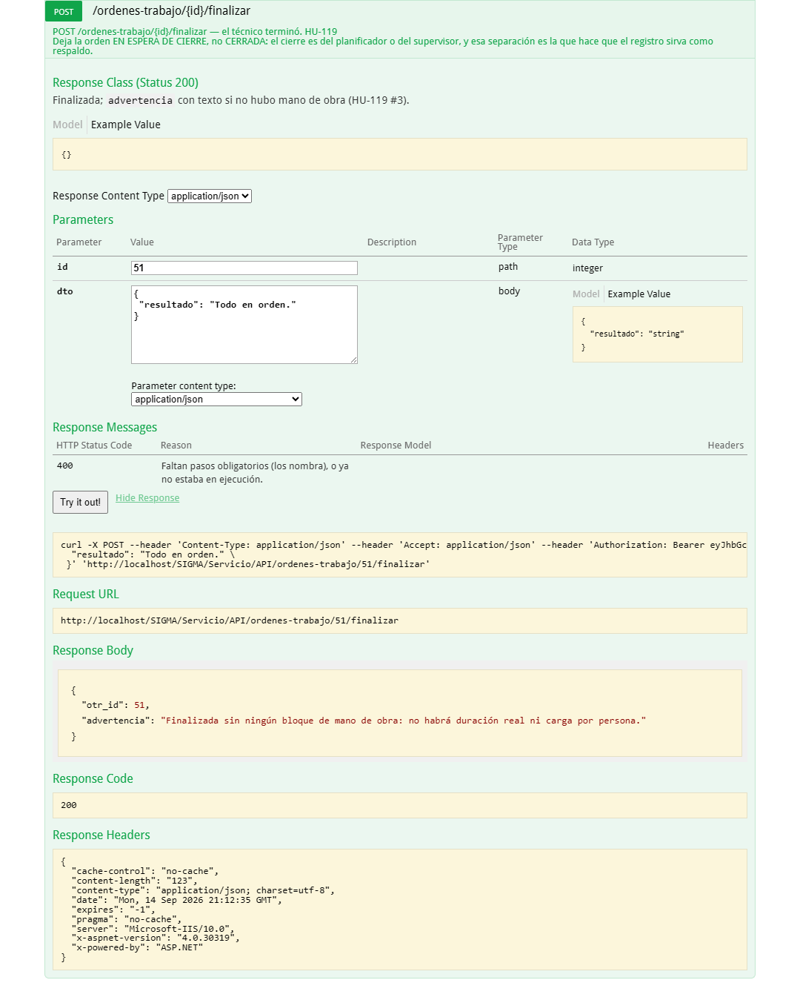 POST /ordenes-trabajo/{id}/finalizar
POST /ordenes-trabajo/{id}/finalizar — el técnico terminó. HU-119
Deja la orden EN ESPERA DE CIERRE, no CERRADA: el cierre es del planificador o del supervisor, y esa separación es la que hace que el registro sirva como
respaldo.
Response Class (Status 200)
Finalizada; advertencia con texto si no hubo mano de obra (HU-119 #3).
Model Example Value
{}
Response Content Type application/json
Parameters
Parameter Value Description Parameter Type Data Type
id 51 path integer
dto
{
"resultado": "Todo en orden."
}
body
Model Example Value
{
"resultado": "string"
}
Parameter content type:
application/json
Response Messages
HTTP Status Code Reason Response Model Headers
400 Faltan pasos obligatorios (los nombra), o ya
no estaba en ejecución.
Try it out! Hide Response
curl -X POST --header 'Content-Type: application/json' --header 'Accept: application/json' --header 'Authorization: Bearer eyJhbGc
"resultado": "Todo en orden." \
}' 'http://localhost/SIGMA/Servicio/API/ordenes-trabajo/51/finalizar'
Request URL
http://localhost/SIGMA/Servicio/API/ordenes-trabajo/51/finalizar
Response Body
{
"otr_id": 51,
"advertencia": "Finalizada sin ningún bloque de mano de obra: no habrá duración real ni carga por persona."
}
Response Code
200
Response Headers
{
"cache-control": "no-cache",
"content-length": "123",
"content-type": "application/json; charset=utf-8",
"date": "Mon, 14 Sep 2026 21:12:35 GMT",
"expires": "-1",
"pragma": "no-cache",
"server": "Microsoft-IIS/10.0",
"x-aspnet-version": "4.0.30319",
"x-powered-by": "ASP.NET"
}